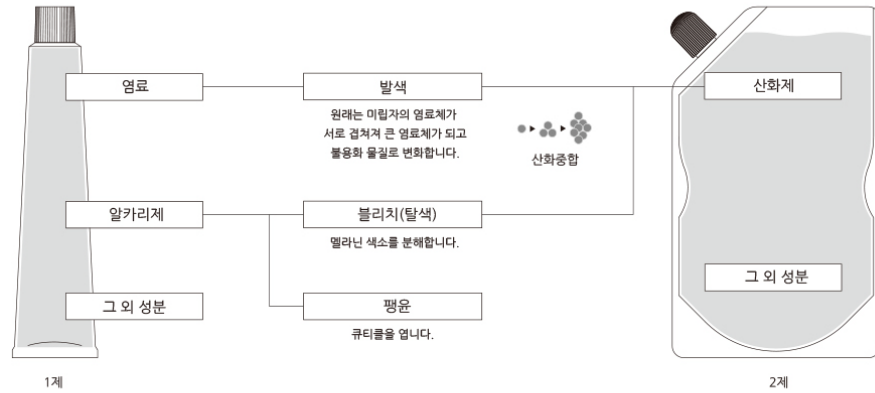 염료
발색
산화제
원래는 미립자의 염료체가
서로 겹쳐져 큰 염료체가 되고
불용화 물질로 변화합니다.
산화중합
알카리제
블리치(탈색)
멜라닌 색소를 분해합니다.
그 외 성분
그 외 성분
팽윤
큐티클을 엽니다.
1제
2제